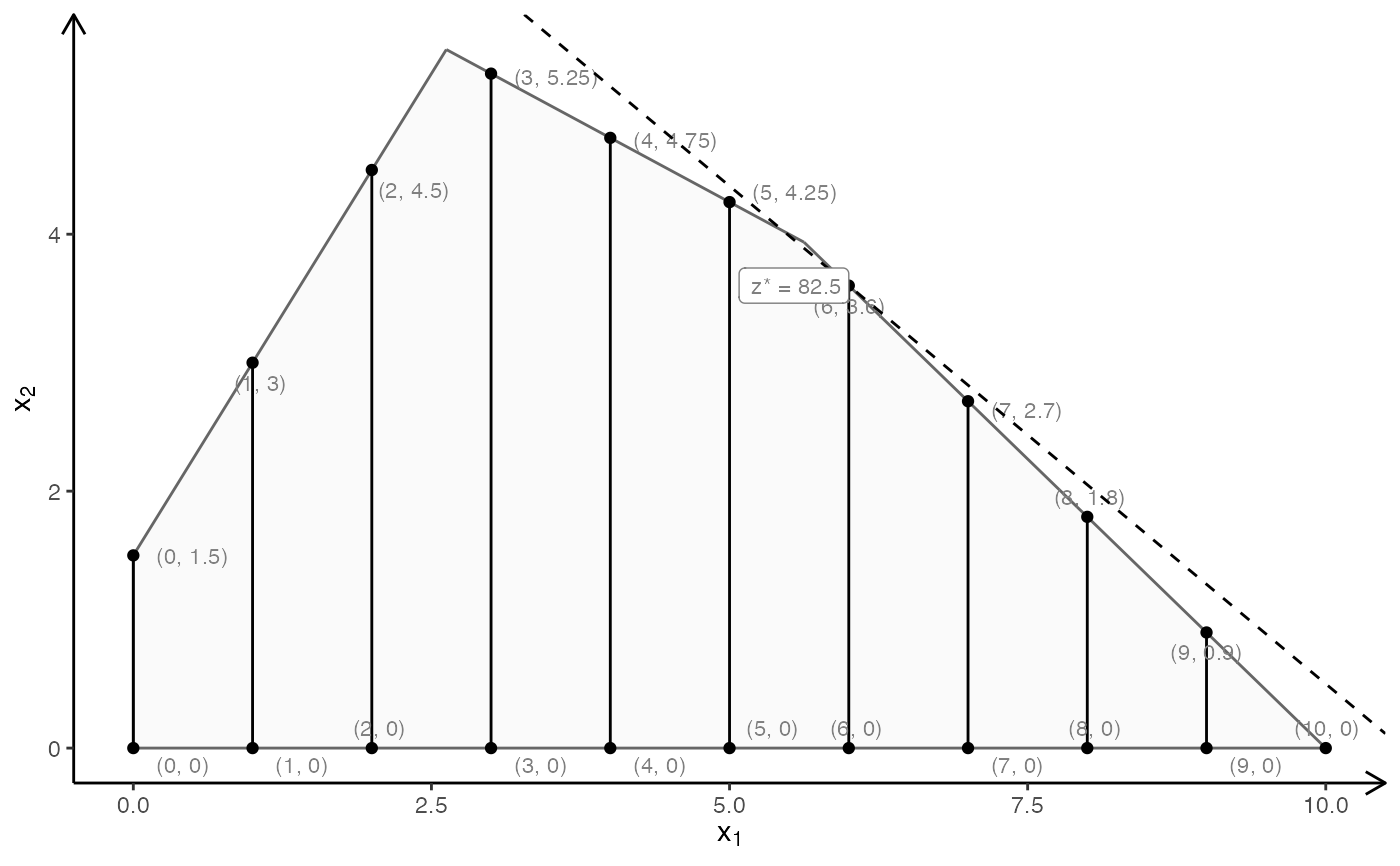 (3, 5.25)
(4, 4.75)
(2, 4.5)
(5, 4.25)
4
z* = 82.5
(6, 3.6)
(1, 3)
x2
(7, 2.7)
2
(8, 1.8)
(0, 1.5)
(9, 0.9)
(2, 0) (5, 0) (6, 0) (8, 0) (10, 0)
0
(0, 0) (1, 0) (3, 0) (4, 0) (7, 0) (9, 0)
0.0 2.5 5.0 7.5 10.0
x1